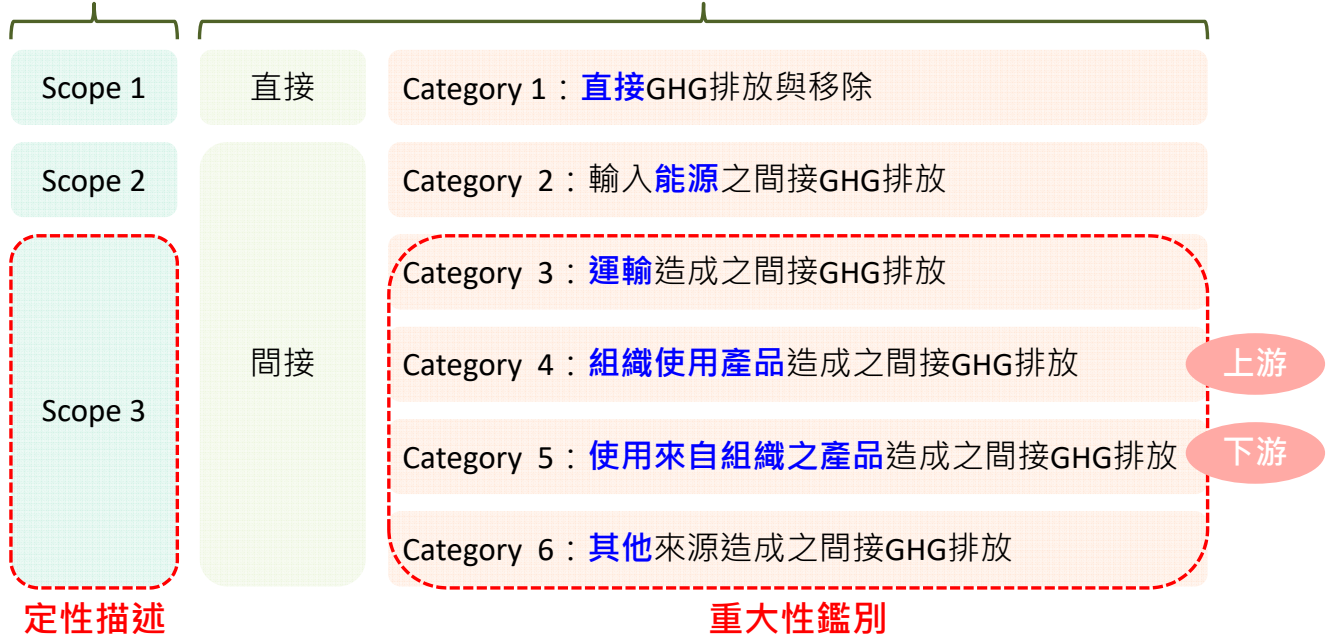 Scope 1
直接
Category 1：直接GHG排放與移除
Scope 2
Category 2：輸入能源之間接GHG排放
Scope 3
間接
Category 3：運輸造成之間接GHG排放
Category 4：組織使用產品造成之間接GHG排放
上游
Category 5：使用來自組織之產品造成之間接GHG排放
下游
Category 6：其他來源造成之間接GHG排放
定性描述
重大性鑑別